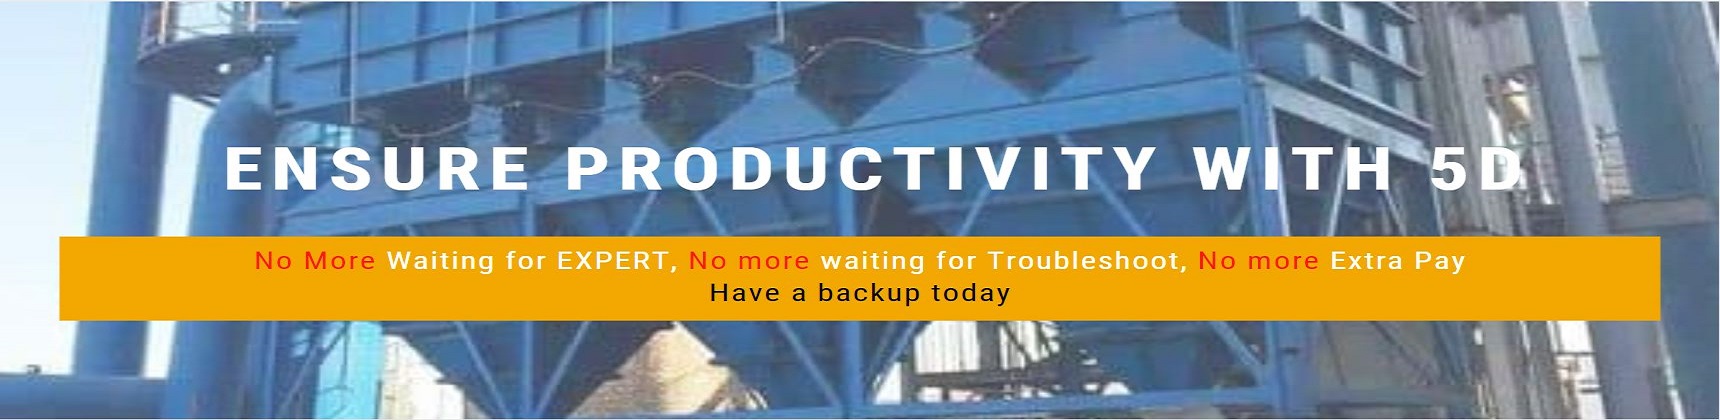 ENSURE PRODUCTIVITY WITH 5D
No More Waiting for EXPERT, No more waiting for Troubleshoot, No more Extra Pay
Have a backup today